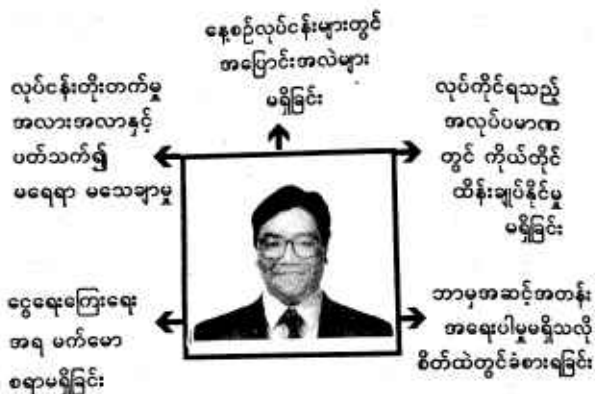 နေ့စဉ်လုပ်ငန်းများတွင်
အပြောင်းအလဲများ
မရှိခြင်း
လုပ်ငန်းတိုးတက်မှု
အလားအလာနှင့်
ပတ်သက်၍
မရေရာ မသေချာမှု
လုပ်ကိုင်ရသည့်
အလုပ်ပမာဏ
တွင် ကိုယ်တိုင်
ထိန်းချုပ်နိုင်မှု
မရှိခြင်း
ငွေရေးကြေးရေး
အရ မက်မော
စရာမရှိခြင်း
ဘာမှအဆင့်အတန်း
အရေးပါမှုမရှိသလို
စိတ်ထဲတွင်ခံစားရခြင်း